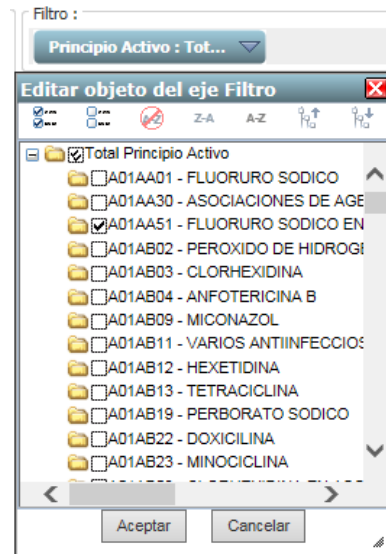 Filtro :
Principio Activo : Tot...
Editar objeto del eje Filtro
A-Z Z-A A-Z
Total Principio Activo
A01AA01 - FLUORURO SODICO
A01AA30 - ASOCIACIONES DE AGE
A01AA51 - FLUORURO SODICO EN
A01AB02 - PEROXIDO DE HIDROGE
A01AB03 - CLORHEXIDINA
A01AB04 - ANFOTERICINA B
A01AB09 - MICONAZOL
A01AB11 - VARIOS ANTIINFECCIOS
A01AB12 - HEXETIDINA
A01AB13 - TETRACICLINA
A01AB19 - PERBORATO SODICO
A01AB22 - DOXICILINA
A01AB23 - MINOCICLINA
Aceptar Cancelar